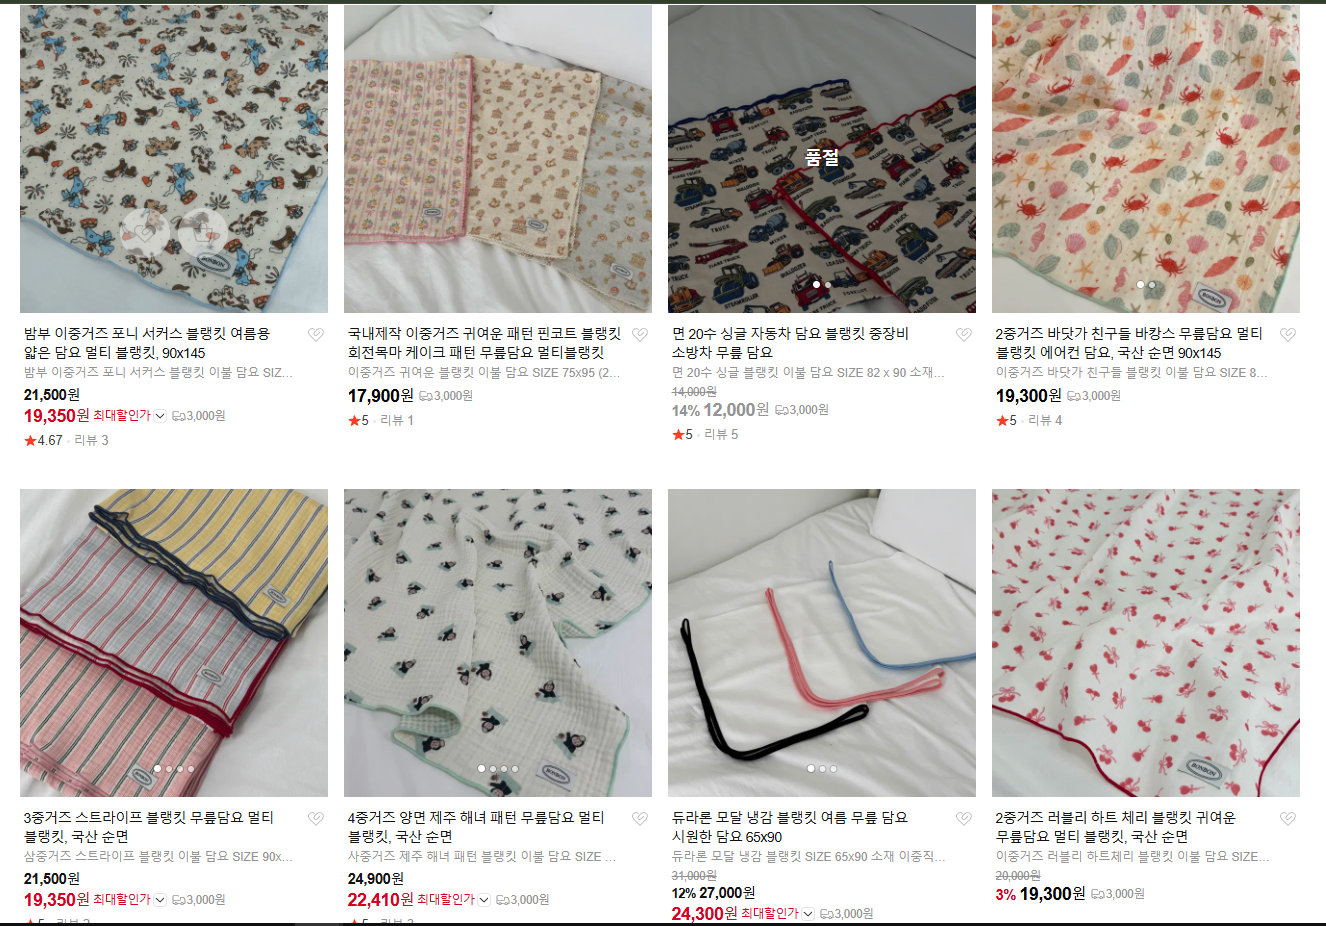 품절
밤부 이중거즈 포니 서커스 블랭킷 여름용
얇은 담요 멀티 블랭킷, 90x145
밤부 이중거즈 포니 서커스 블랭킷 이불 담요 SIZ...
21,500원
19,350원 최대할인가 3,000원
4.67 · 리뷰 3
국내제작 이중거즈 귀여운 패턴 핀코트 블랭킷
회전목마 케이크 패턴 무릎담요 멀티블랭킷
이중거즈 귀여운 블랭킷 이불 담요 SIZE 75x95 (2...
17,900원 3,000원
5 · 리뷰 1
면 20수 싱글 자동차 담요 블랭킷 중장비
소방차 무릎 담요
면 20수 싱글 블랭킷 이불 담요 SIZE 82 x 90 소재...
14,000원
14% 12,000원 3,000원
5 · 리뷰 5
2중거즈 바닷가 친구들 바캉스 무릎담요 멀티
블랭킷 에어컨 담요, 국산 순면 90x145
이중거즈 바닷가 친구들 블랭킷 이불 담요 SIZE 8...
19,300원 3,000원
5 · 리뷰 4
BONBON
BONBON
3중거즈 스트라이프 블랭킷 무릎담요 멀티
블랭킷, 국산 순면
삼중거즈 스트라이프 블랭킷 이불 담요 SIZE 90x...
21,500원
19,350원 최대할인가 3,000원
4중거즈 양면 제주 해녀 패턴 무릎담요 멀티
블랭킷, 국산 순면
사중거즈 제주 해녀 패턴 블랭킷 이불 담요 SIZE ...
24,900원
22,410원 최대할인가 3,000원
듀라론 모달 냉감 블랭킷 여름 무릎 담요
시원한 담요 65x90
듀라론 모달 냉감 블랭킷 SIZE 65x90 소재 이중직...
31,000원
12% 27,000원
24,300원 최대할인가 3,000원
2중거즈 러블리 하트 체리 블랭킷 귀여운
무릎담요 멀티 블랭킷, 국산 순면
이중거즈 러블리 하트체리 블랭킷 이불 담요 SIZE...
20,000원
3% 19,300원 3,000원
BONBON